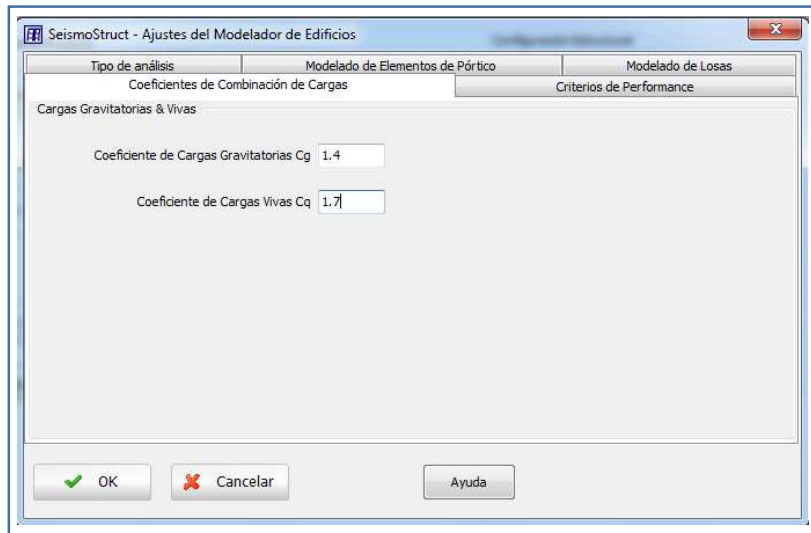 SeismoStruct - Ajustes del Modelador de Edificios
Tipo de análisis Modelado de Elementos de Pórtico Modelado de Losas
Coeficientes de Combinación de Cargas Criterios de Performance
Cargas Gravitatorias & Vivas
Coeficiente de Cargas Gravitatorias Cg 1.4
Coeficiente de Cargas Vivas Cq 1.7
OK Cancelar Ayuda